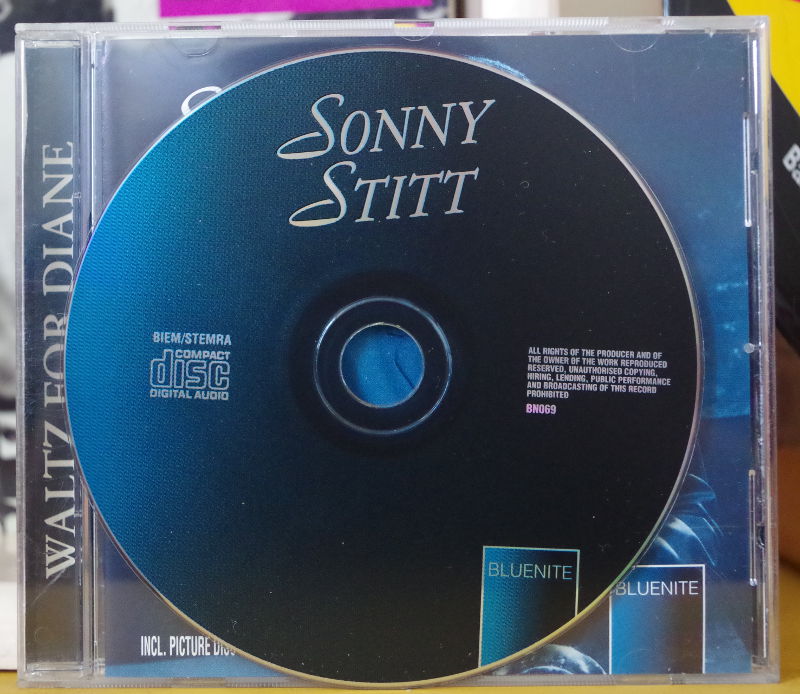 WALTZ FOR DIANE
SONNY
STITT
BIEM/STEMRA
COMPACT
disc
DIGITAL AUDIO
ALL RIGHTS OF THE PRODUCER AND OF
THE OWNER OF THE WORK REPRODUCED
RESERVED, UNAUTHORISED COPYING,
HIRING, LENDING, PUBLIC PERFORMANCE
AND BROADCASTING OF THIS RECORD
PROHIBITED
BN069
BLUENITE
BLUENITE
INCL. PICTURE DISC